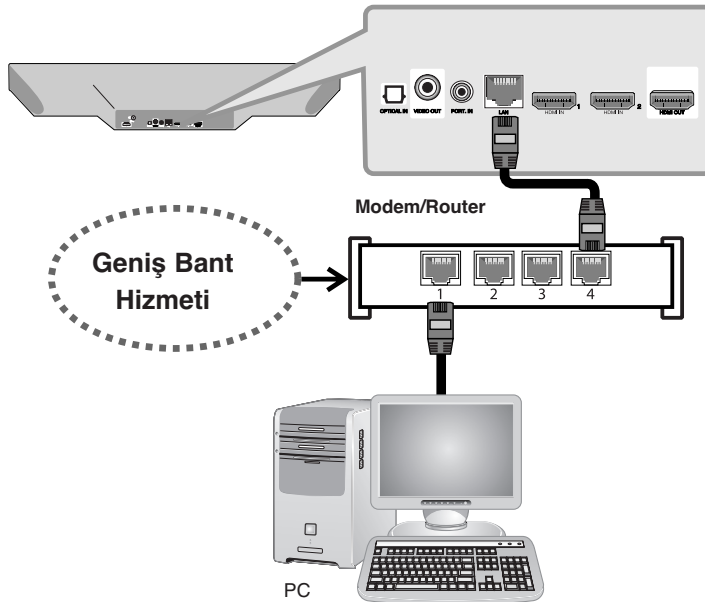 OPTICAL IN VIDEO OUT PORT. IN LAN HDMI IN 1 HDMI IN 2 HDMI OUT
Modem/Router
Geniş Bant
Hizmeti
1 2 3 4
PC